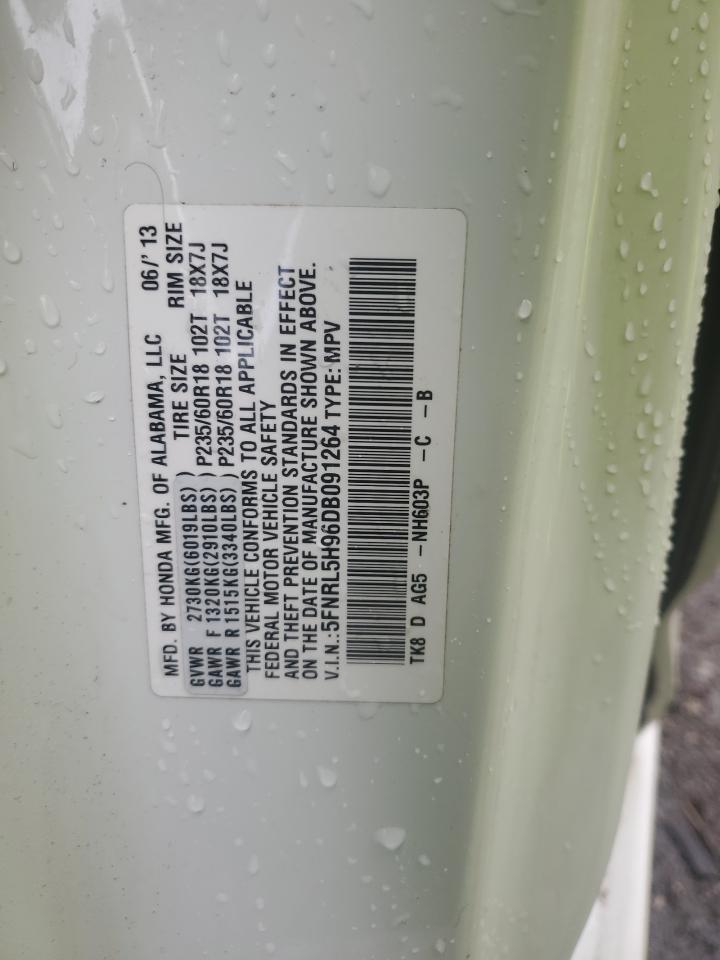 MFD. BY HONDA MFG. OF ALABAMA, LLC 06/'13
GVWR 2730KG(6019LBS) TIRE SIZE RIM SIZE
GAWR F 1320KG(2910LBS) P235/60R18 102T 18X7J
GAWR R 1515KG(3340LBS) P235/60R18 102T 18X7J
THIS VEHICLE CONFORMS TO ALL APPLICABLE
FEDERAL MOTOR VEHICLE SAFETY
AND THEFT PREVENTION STANDARDS IN EFFECT
ON THE DATE OF MANUFACTURE SHOWN ABOVE.
V.I.N.:5FNRL5H96DB091264 TYPE: MPV
TK8 D AG5 -NH603P -C -B